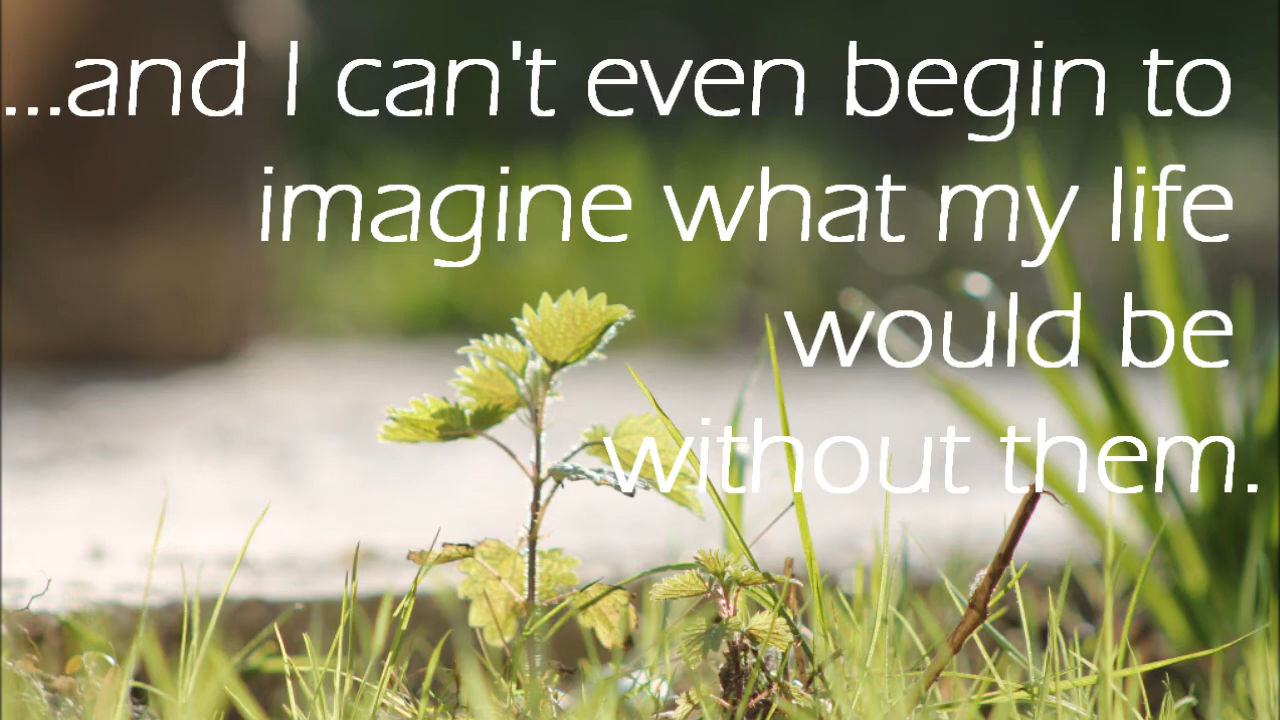 ...and I can't even begin to
imagine what my life
would be
without them.